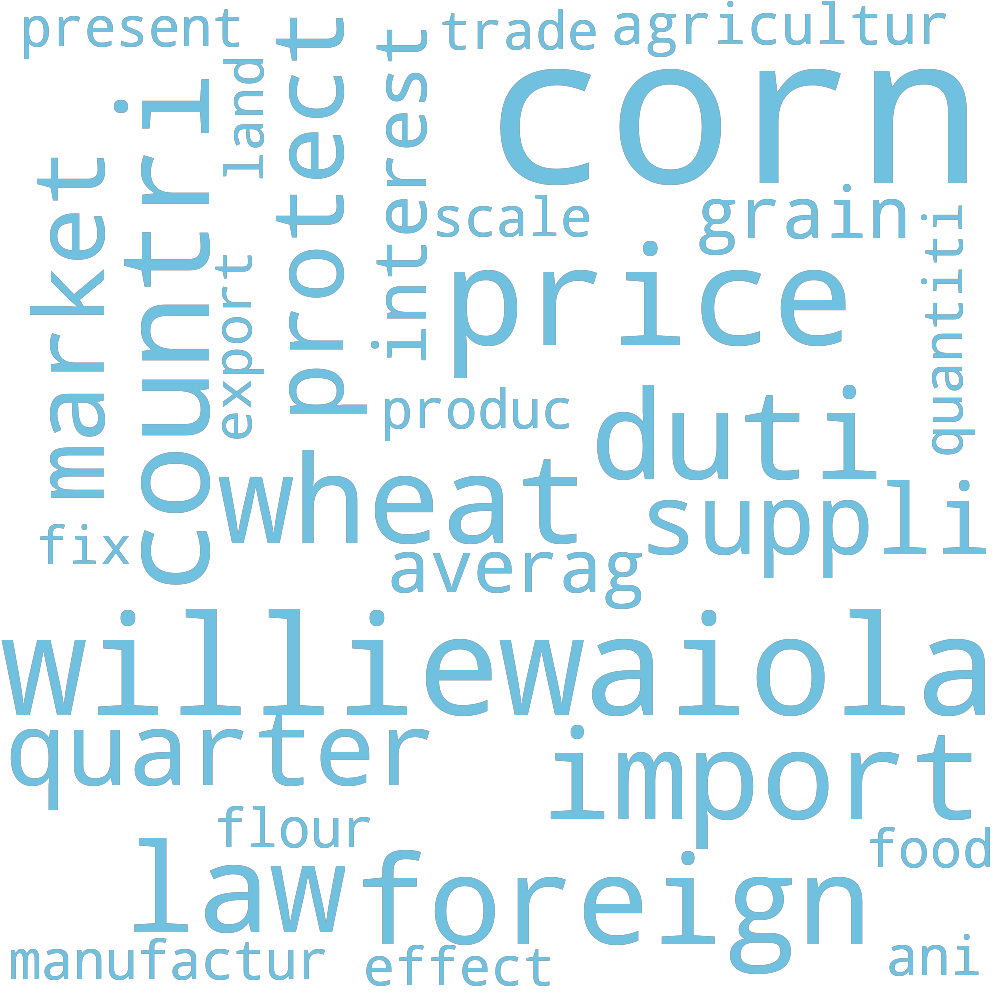 present
trade
agricultur
corn
land
protect
interest
countri
market
scale
grain
quantiti
export
price
produc
duti
wheat
suppli
fix
averag
williewaiola
quarter
import
flour
food
law
foreign
manufactur
effect
ani